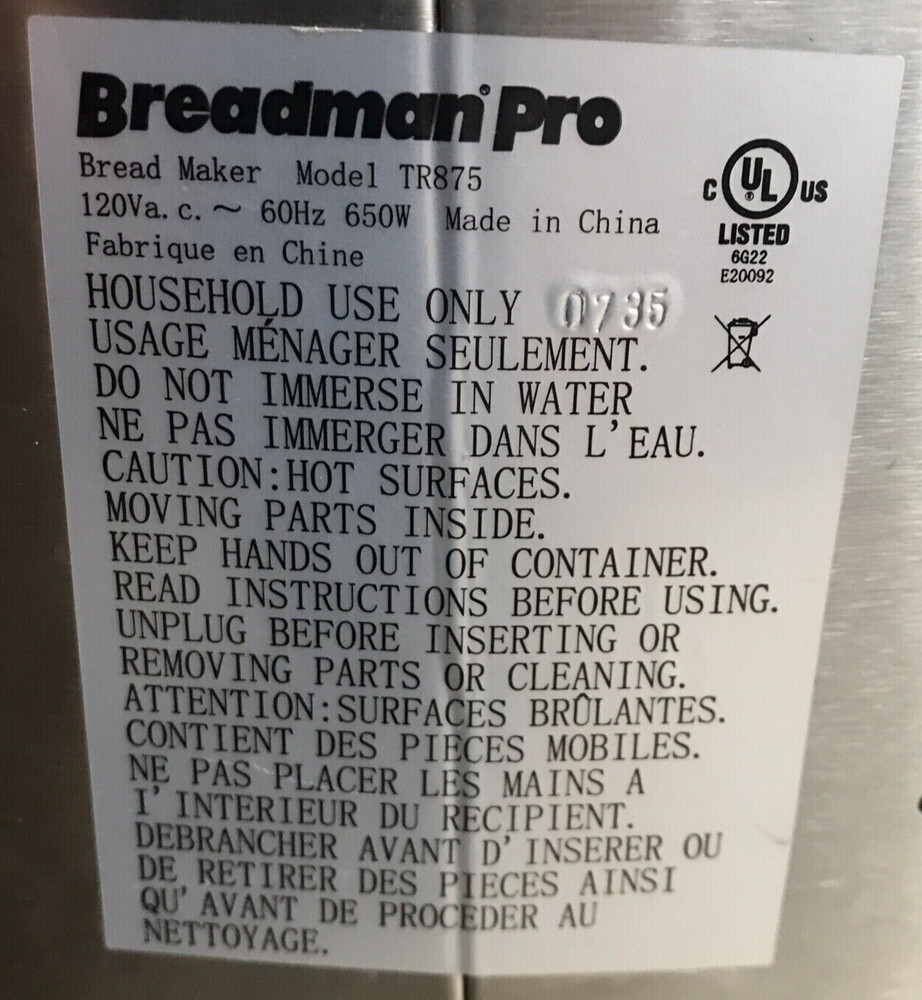 Breadman® Pro
Bread Maker Model TR875
120Va.c.~ 60Hz 650W Made in China
Fabrique en Chine
C UL® US
LISTED
6G22
E20092
HOUSEHOLD USE ONLY 0735
USAGE MÉNAGER SEULEMENT.
DO NOT IMMERSE IN WATER
NE PAS IMMERGER DANS L'EAU.
CAUTION:HOT SURFACES.
MOVING PARTS INSIDE.
KEEP HANDS OUT OF CONTAINER.
READ INSTRUCTIONS BEFORE USING.
UNPLUG BEFORE INSERTING OR
REMOVING PARTS OR CLEANING.
ATTENTION:SURFACES BRÛLANTES.
CONTIENT DES PIECES MOBILES.
NE PAS PLACER LES MAINS A
I'INTERIEUR DU RECIPIENT.
DEBRANCHER AVANT D'INSERER OU
DE RETIRER DES PIECES AINSI
QU'AVANT DE PROCEDER AU
NETTOYAGE.